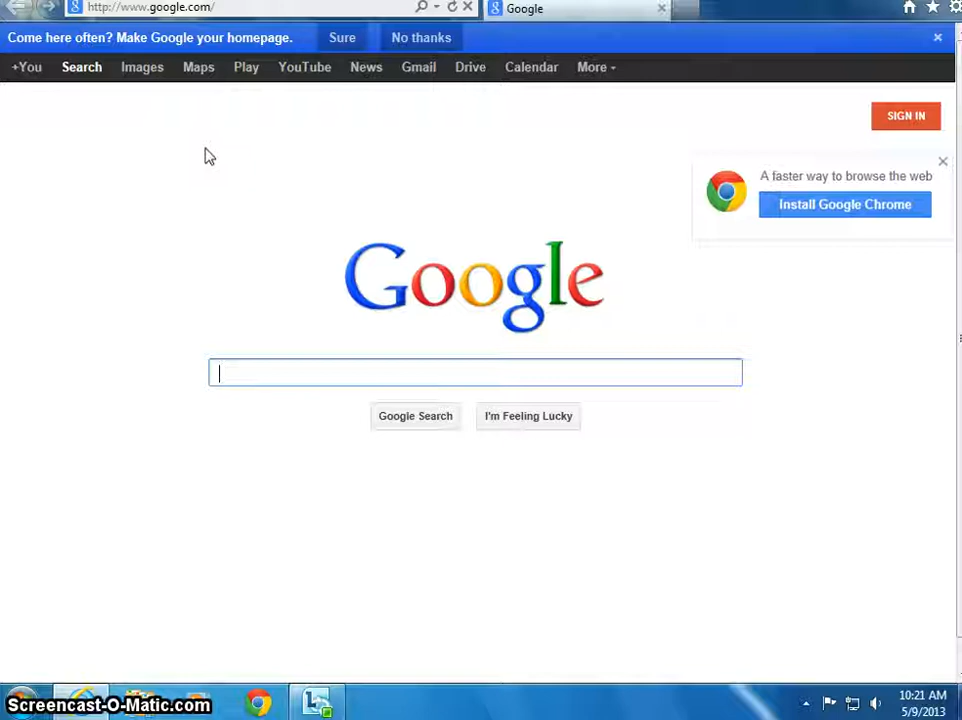 http://www.google.com/
Google
Come here often? Make Google your homepage. Sure No thanks
+You Search Images Maps Play YouTube News Gmail Drive Calendar More
SIGN IN
A faster way to browse the web
Install Google Chrome
Google
Google Search I'm Feeling Lucky
Screencast-O-Matic.com
10:21 AM
5/9/2013